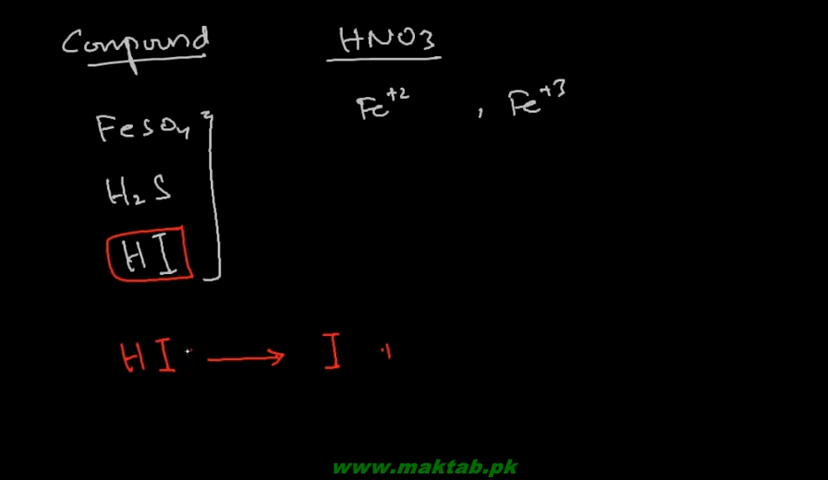 Compound HNO3
FeSO4 Fe+2 , Fe+3
H2S
HI
HI → I
www.maktab.pk